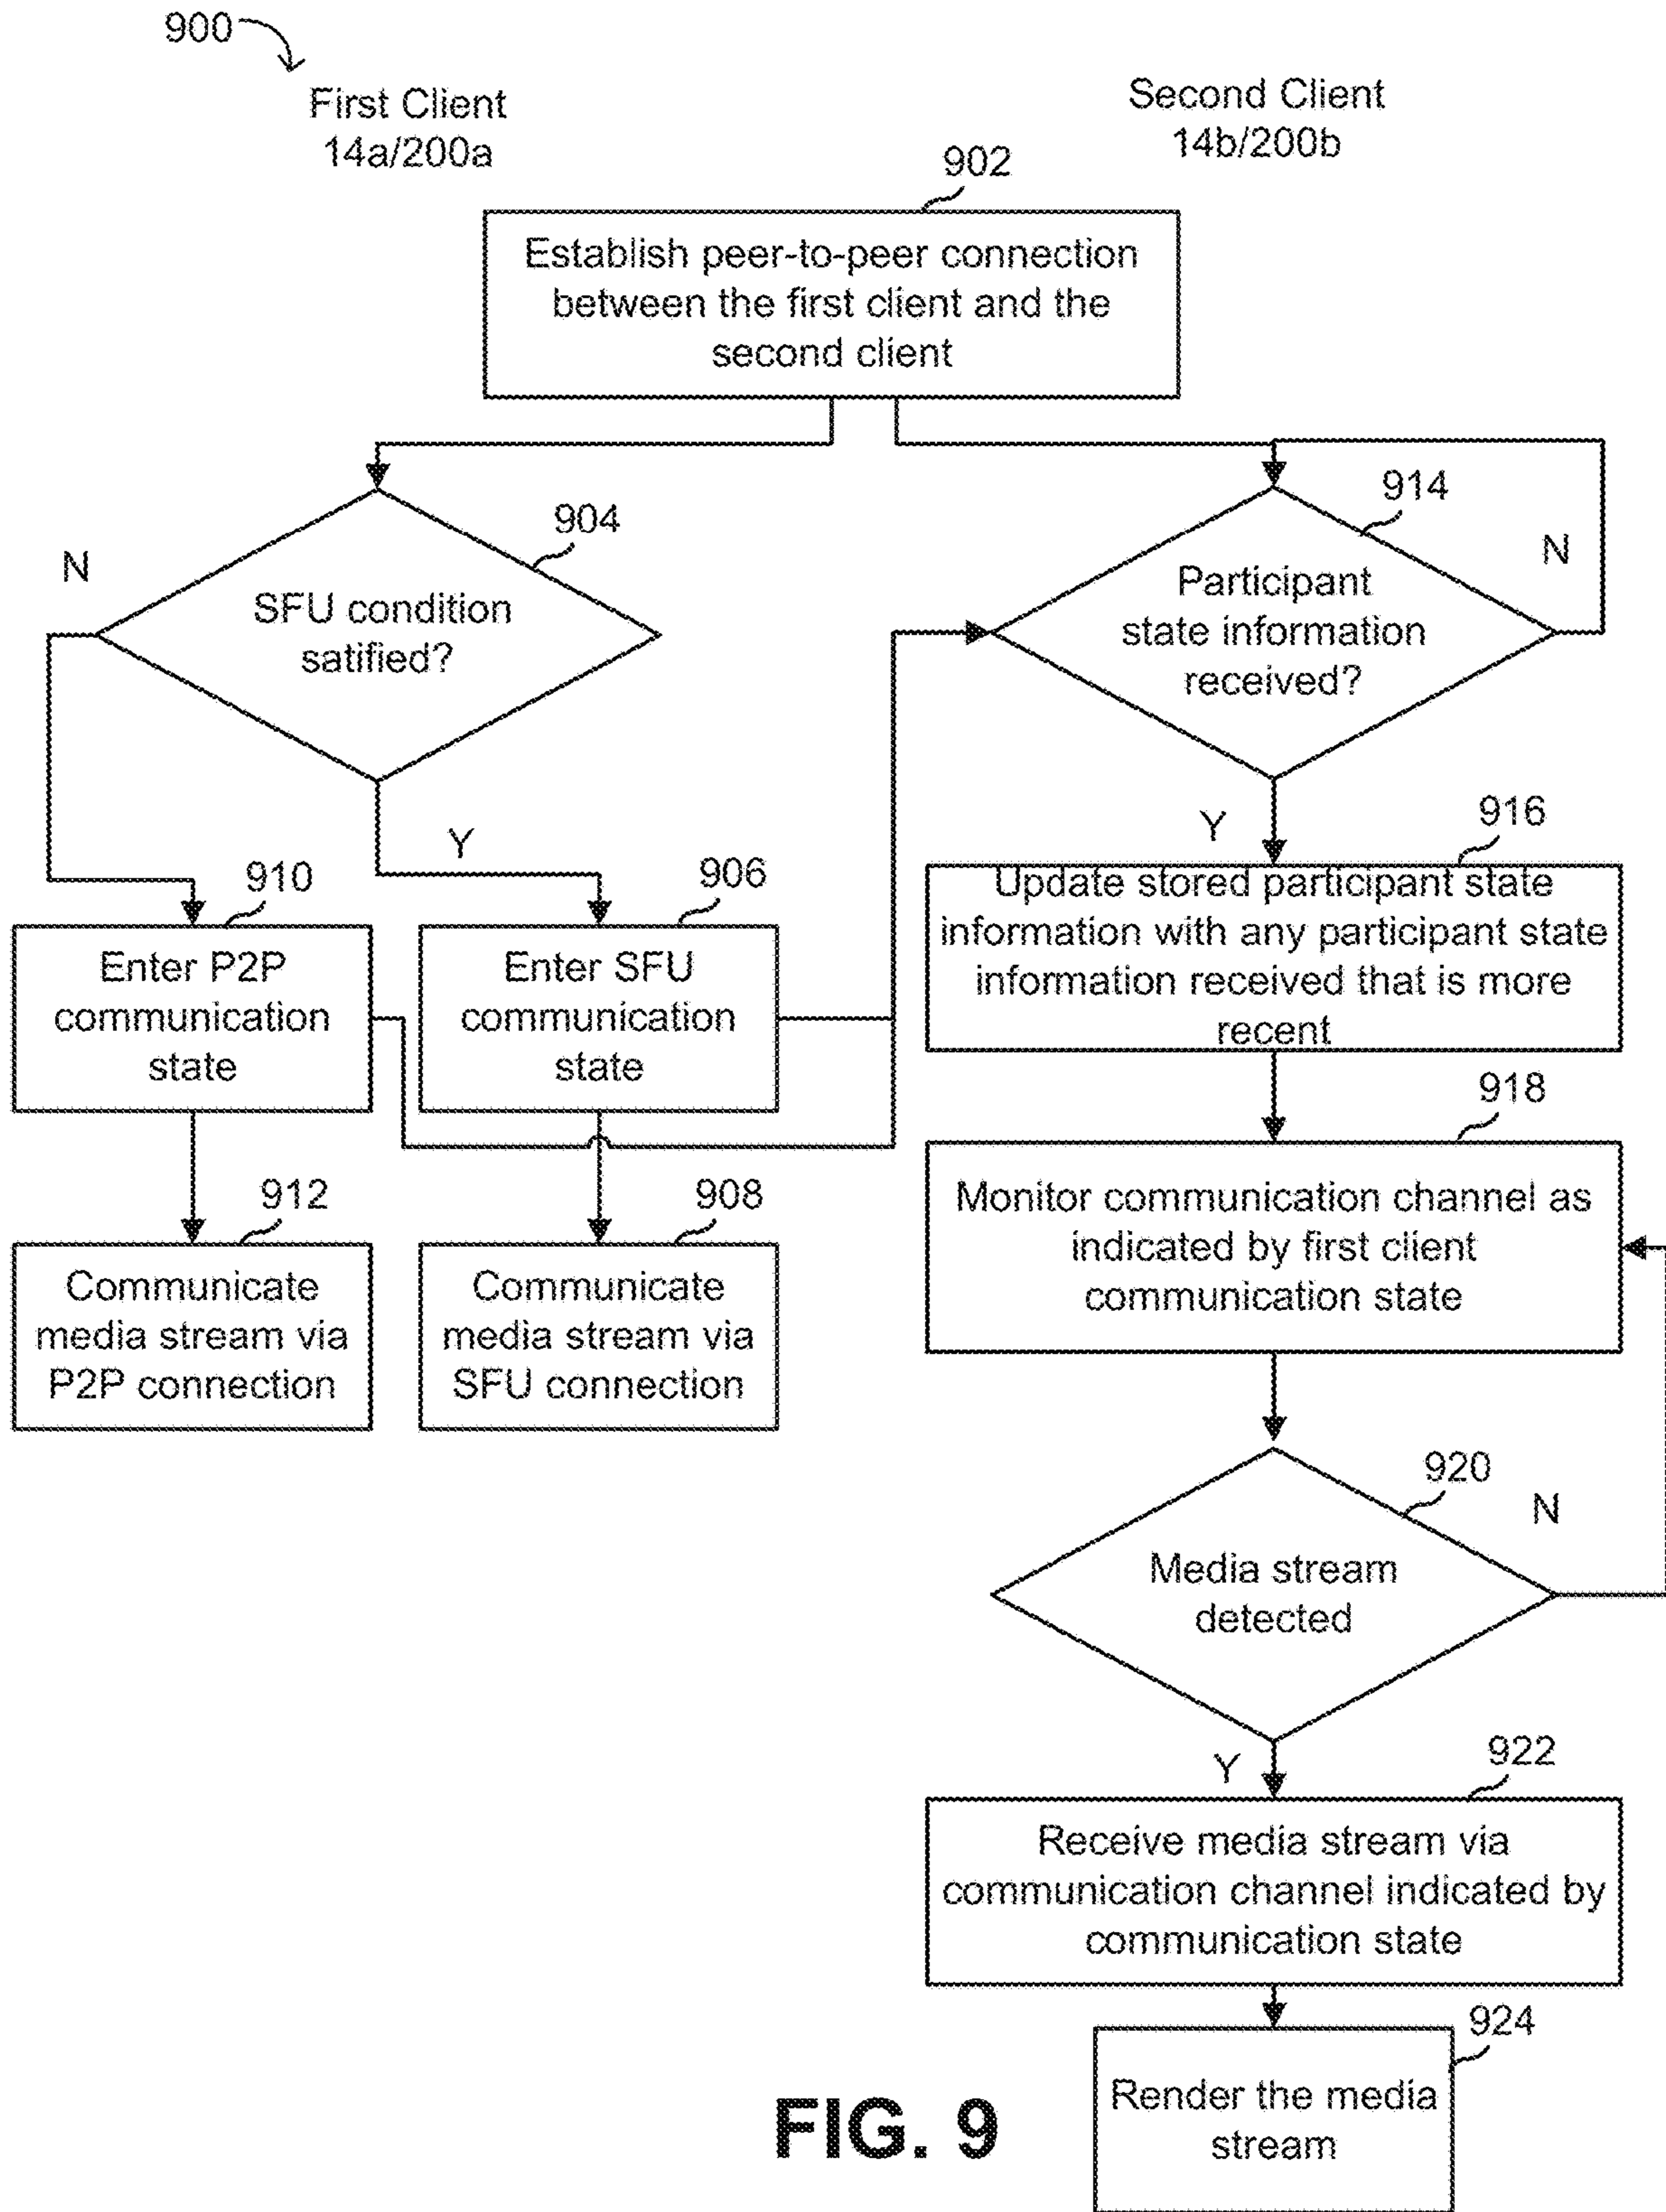 900
First Client
14a/200a
Second Client
14b/200b
902
Establish peer-to-peer connection
between the first client and the
second client
904
N
SFU condition
satified?
Y
914
N
Participant
state information
received?
Y
910
Enter P2P
communication
state
906
Enter SFU
communication
state
916
Update stored participant state
information with any participant state
information received that is more
recent
912
Communicate
media stream via
P2P connection
908
Communicate
media stream via
SFU connection
918
Monitor communication channel as
indicated by first client
communication state
920
N
Media stream
detected
Y
922
Receive media stream via
communication channel indicated by
communication state
924
Render the media
stream
FIG. 9